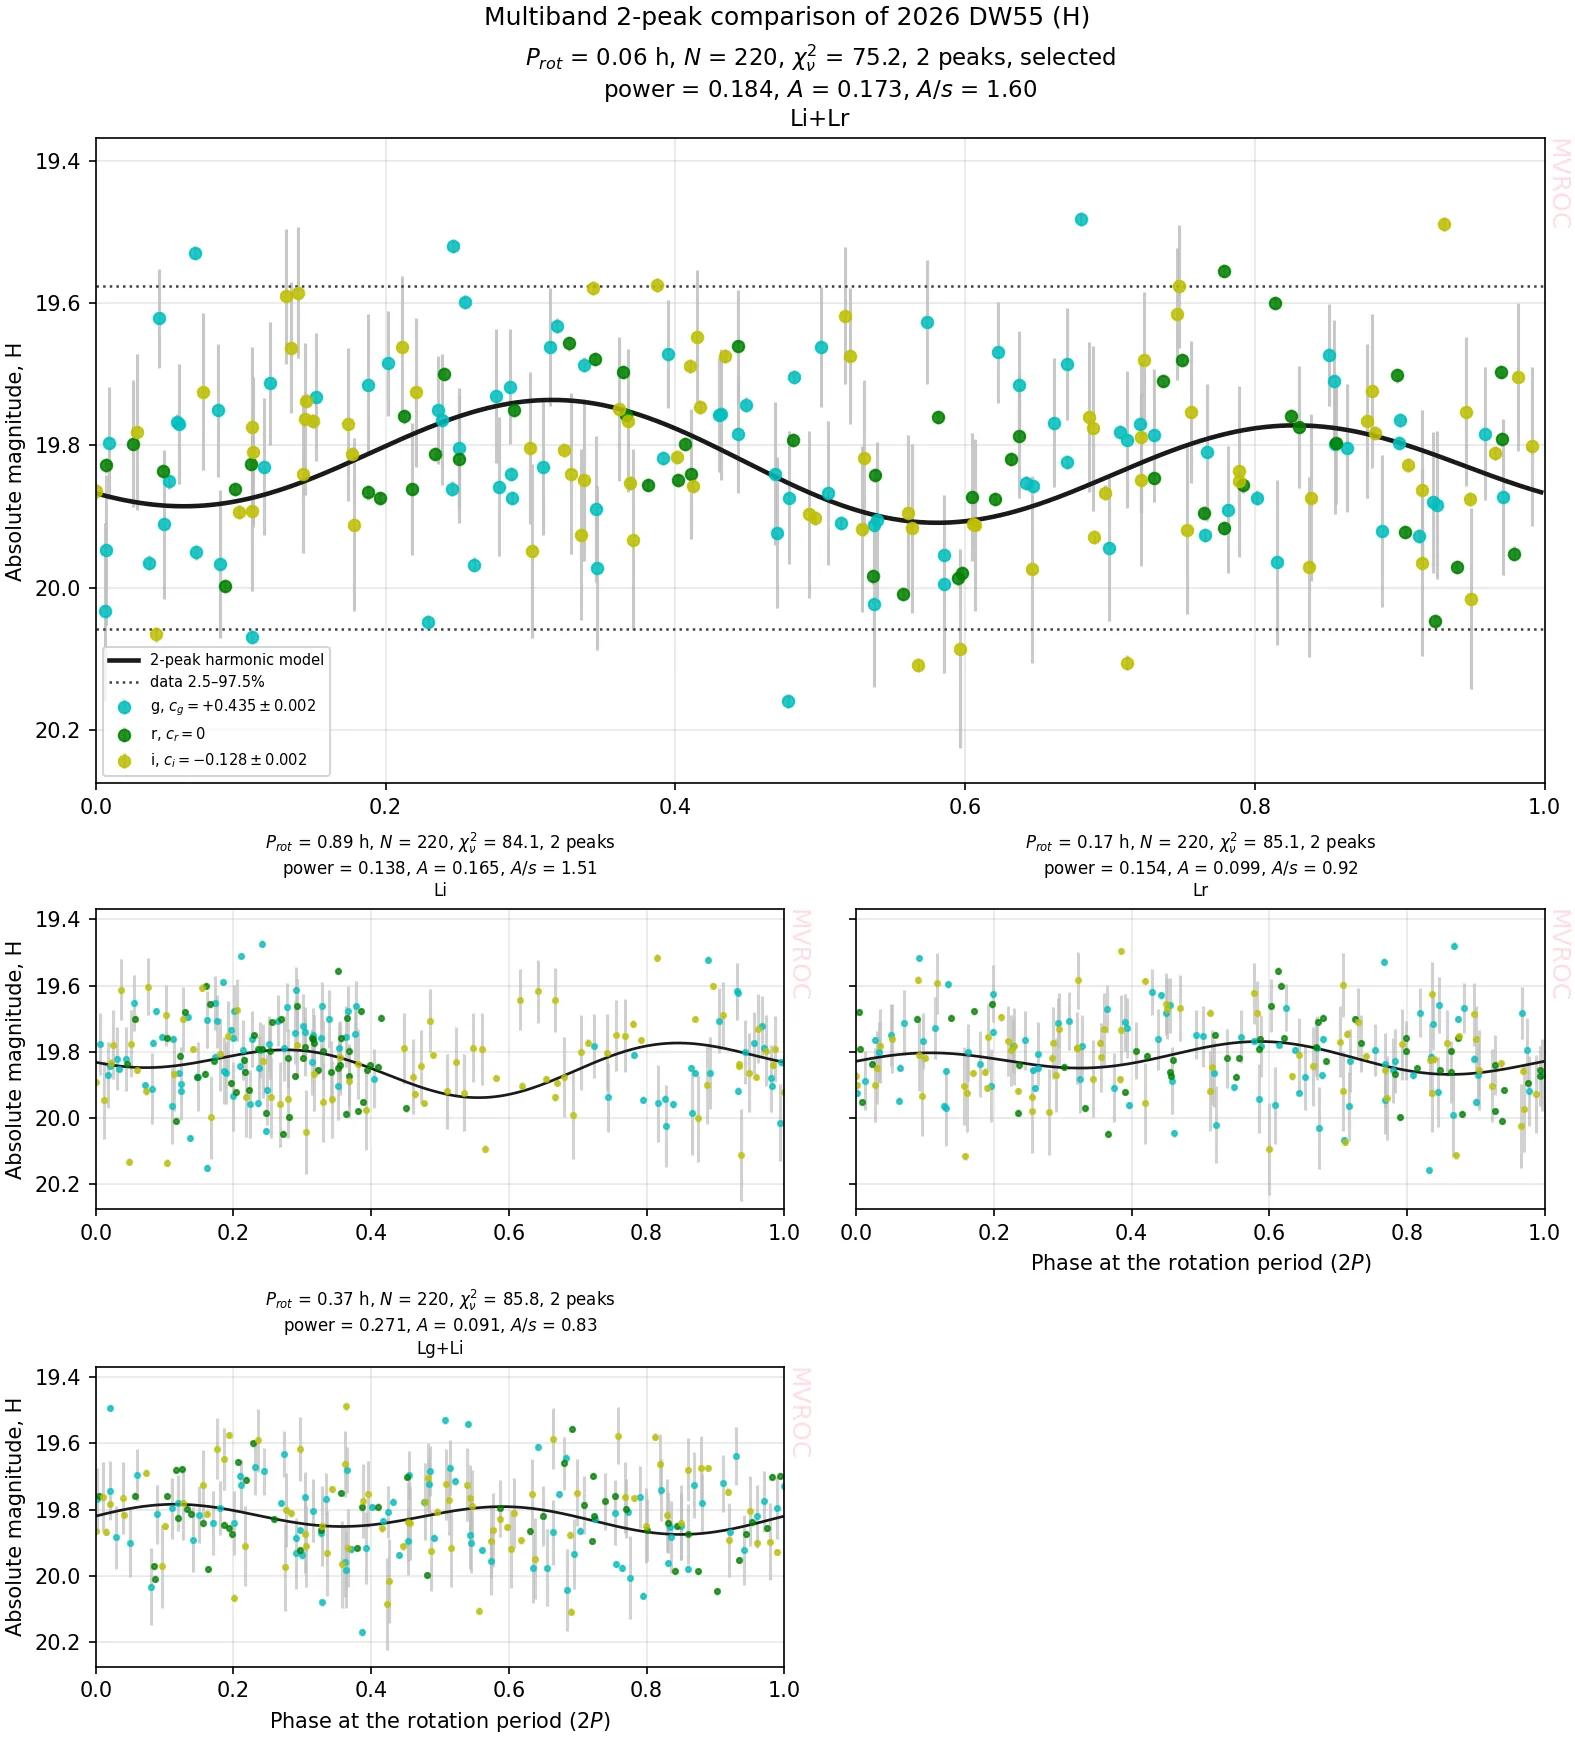 Multiband 2-peak comparison of 2026 DW55 (H)
P_rot = 0.06 h, N = 220, χ²_ν = 75.2, 2 peaks, selected
power = 0.184, A = 0.173, A/s = 1.60
Li+Lr
MVROC
Absolute magnitude, H
19.4
19.6
19.8
20.0
20.2
2-peak harmonic model
data 2.5–97.5%
g, c_g = +0.435 ± 0.002
r, c_r = 0
i, c_i = −0.128 ± 0.002
0.0 0.2 0.4 0.6 0.8 1.0
P_rot = 0.89 h, N = 220, χ²_ν = 84.1, 2 peaks
power = 0.138, A = 0.165, A/s = 1.51
Li
MVROC
Absolute magnitude, H
19.4
19.6
19.8
20.0
20.2
0.0 0.2 0.4 0.6 0.8 1.0
P_rot = 0.17 h, N = 220, χ²_ν = 85.1, 2 peaks
power = 0.154, A = 0.099, A/s = 0.92
Lr
MVROC
0.0 0.2 0.4 0.6 0.8 1.0
Phase at the rotation period (2P)
P_rot = 0.37 h, N = 220, χ²_ν = 85.8, 2 peaks
power = 0.271, A = 0.091, A/s = 0.83
Lg+Li
MVROC
Absolute magnitude, H
19.4
19.6
19.8
20.0
20.2
0.0 0.2 0.4 0.6 0.8 1.0
Phase at the rotation period (2P)